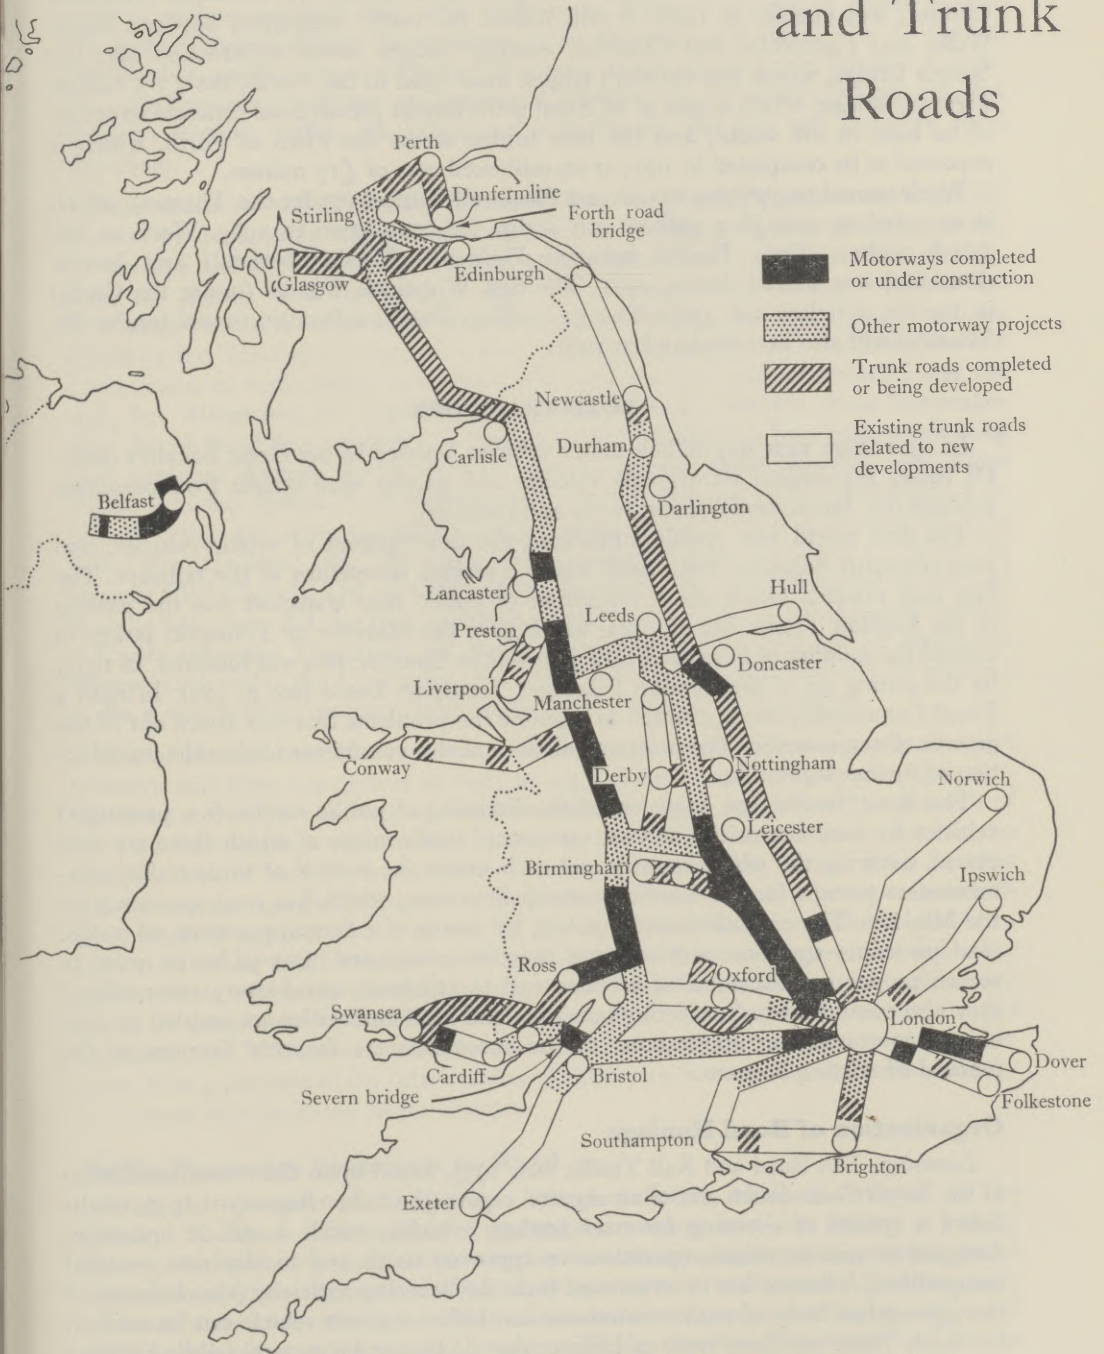 and Trunk
Roads
Perth
Dunfermline
Stirling
Forth road
bridge
Edinburgh
Glasgow
Motorways completed
or under construction
Other motorway projects
Trunk roads completed
or being developed
Existing trunk roads
related to new
developments
Newcastle
Carlisle
Durham
Belfast
Darlington
Lancaster
Hull
Leeds
Preston
Doncaster
Liverpool
Manchester
Conway
Derby
Nottingham
Norwich
Leicester
Birmingham
Ipswich
Ross
Oxford
Swansea
London
Cardiff
Bristol
Dover
Severn bridge
Folkestone
Southampton
Brighton
Exeter